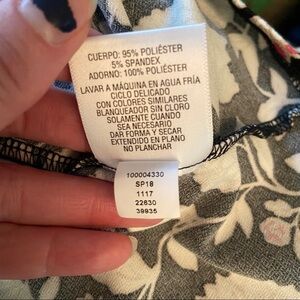 CUERPO: 95% POLIÉSTER
5% SPANDEX
ADORNO: 100% POLIÉSTER
LAVAR A MÁQUINA EN AGUA FRÍA
CICLO DELICADO
CON COLORES SIMILARES
BLANQUEADOR SIN CLORO
SOLAMENTE CUANDO
SEA NECESARIO
DAR FORMA Y SECAR
EXTENDIDO EN PLANO
NO PLANCHAR
100004330
SP18
1117
22630
39935